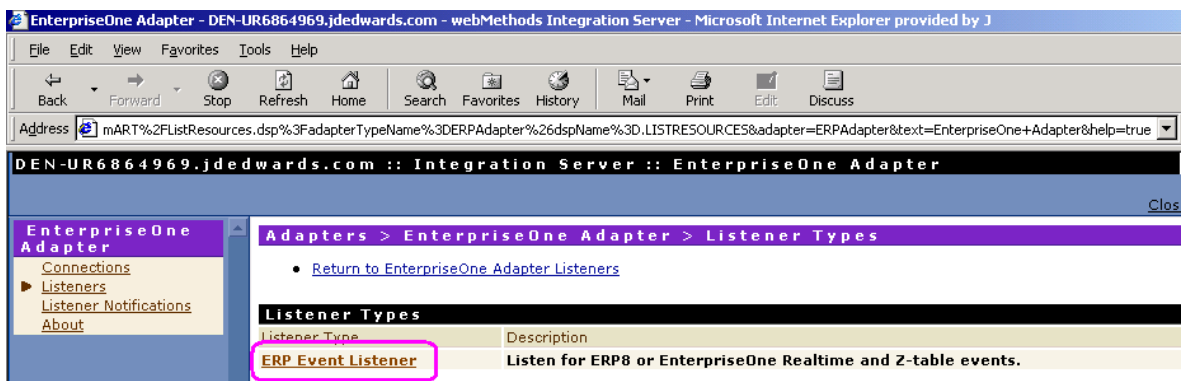 EnterpriseOne Adapter - DEN-UR6864969.jdedwards.com - webMethods Integration Server - Microsoft Internet Explorer provided by J
File Edit View Favorites Tools Help
Back Forward Stop Refresh Home Search Favorites History Mail Print Edit Discuss
Address mART%2FListResources.dsp%3FadapterTypeName%3DERPAdapter%26dspName%3D.LISTRESOURCES&adapter=ERPAdapter&text=EnterpriseOne+Adapter&help=true
DEN-UR6864969.jdedwards.com :: Integration Server :: EnterpriseOne Adapter
Clos
EnterpriseOne
Adapter
Connections
Listeners
Listener Notifications
About
Adapters > EnterpriseOne Adapter > Listener Types
Return to EnterpriseOne Adapter Listeners
Listener Types
Listener Type Description
ERP Event Listener Listen for ERP8 or EnterpriseOne Realtime and Z-table events.